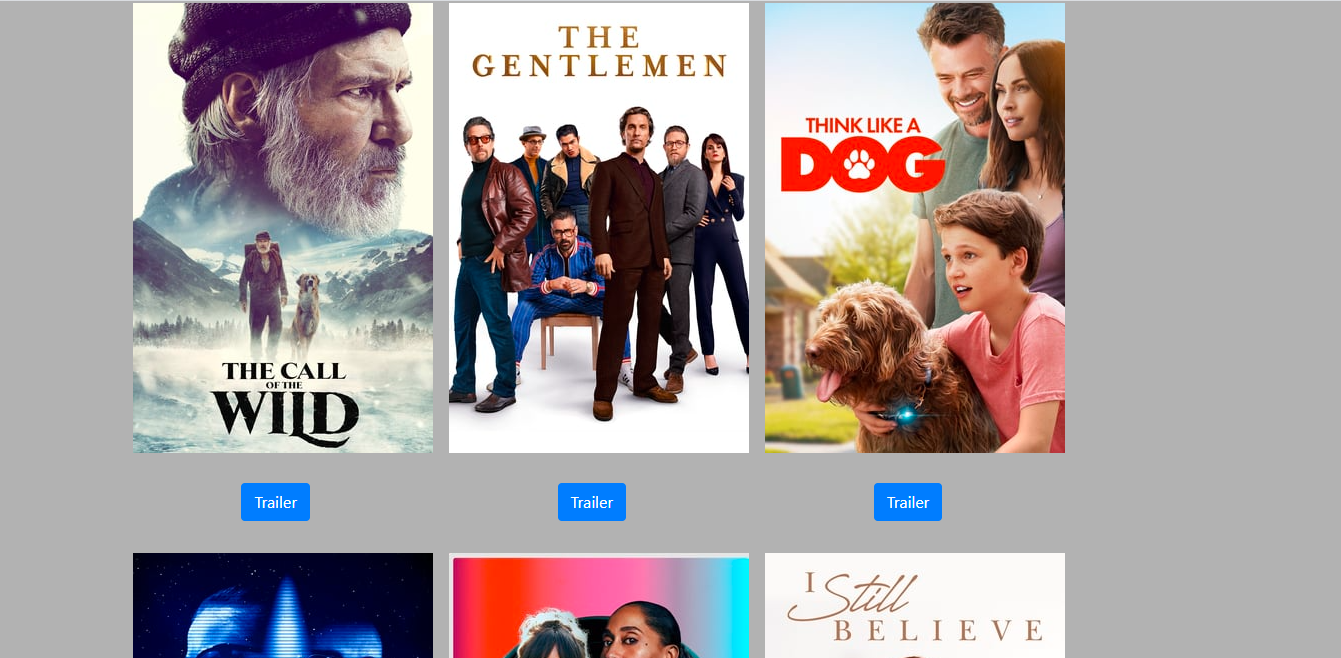 THE
GENTLEMEN
THINK LIKE A
DOG
THE CALL
OF THE
WILD
Trailer
Trailer
Trailer
I Still
BELIEVE